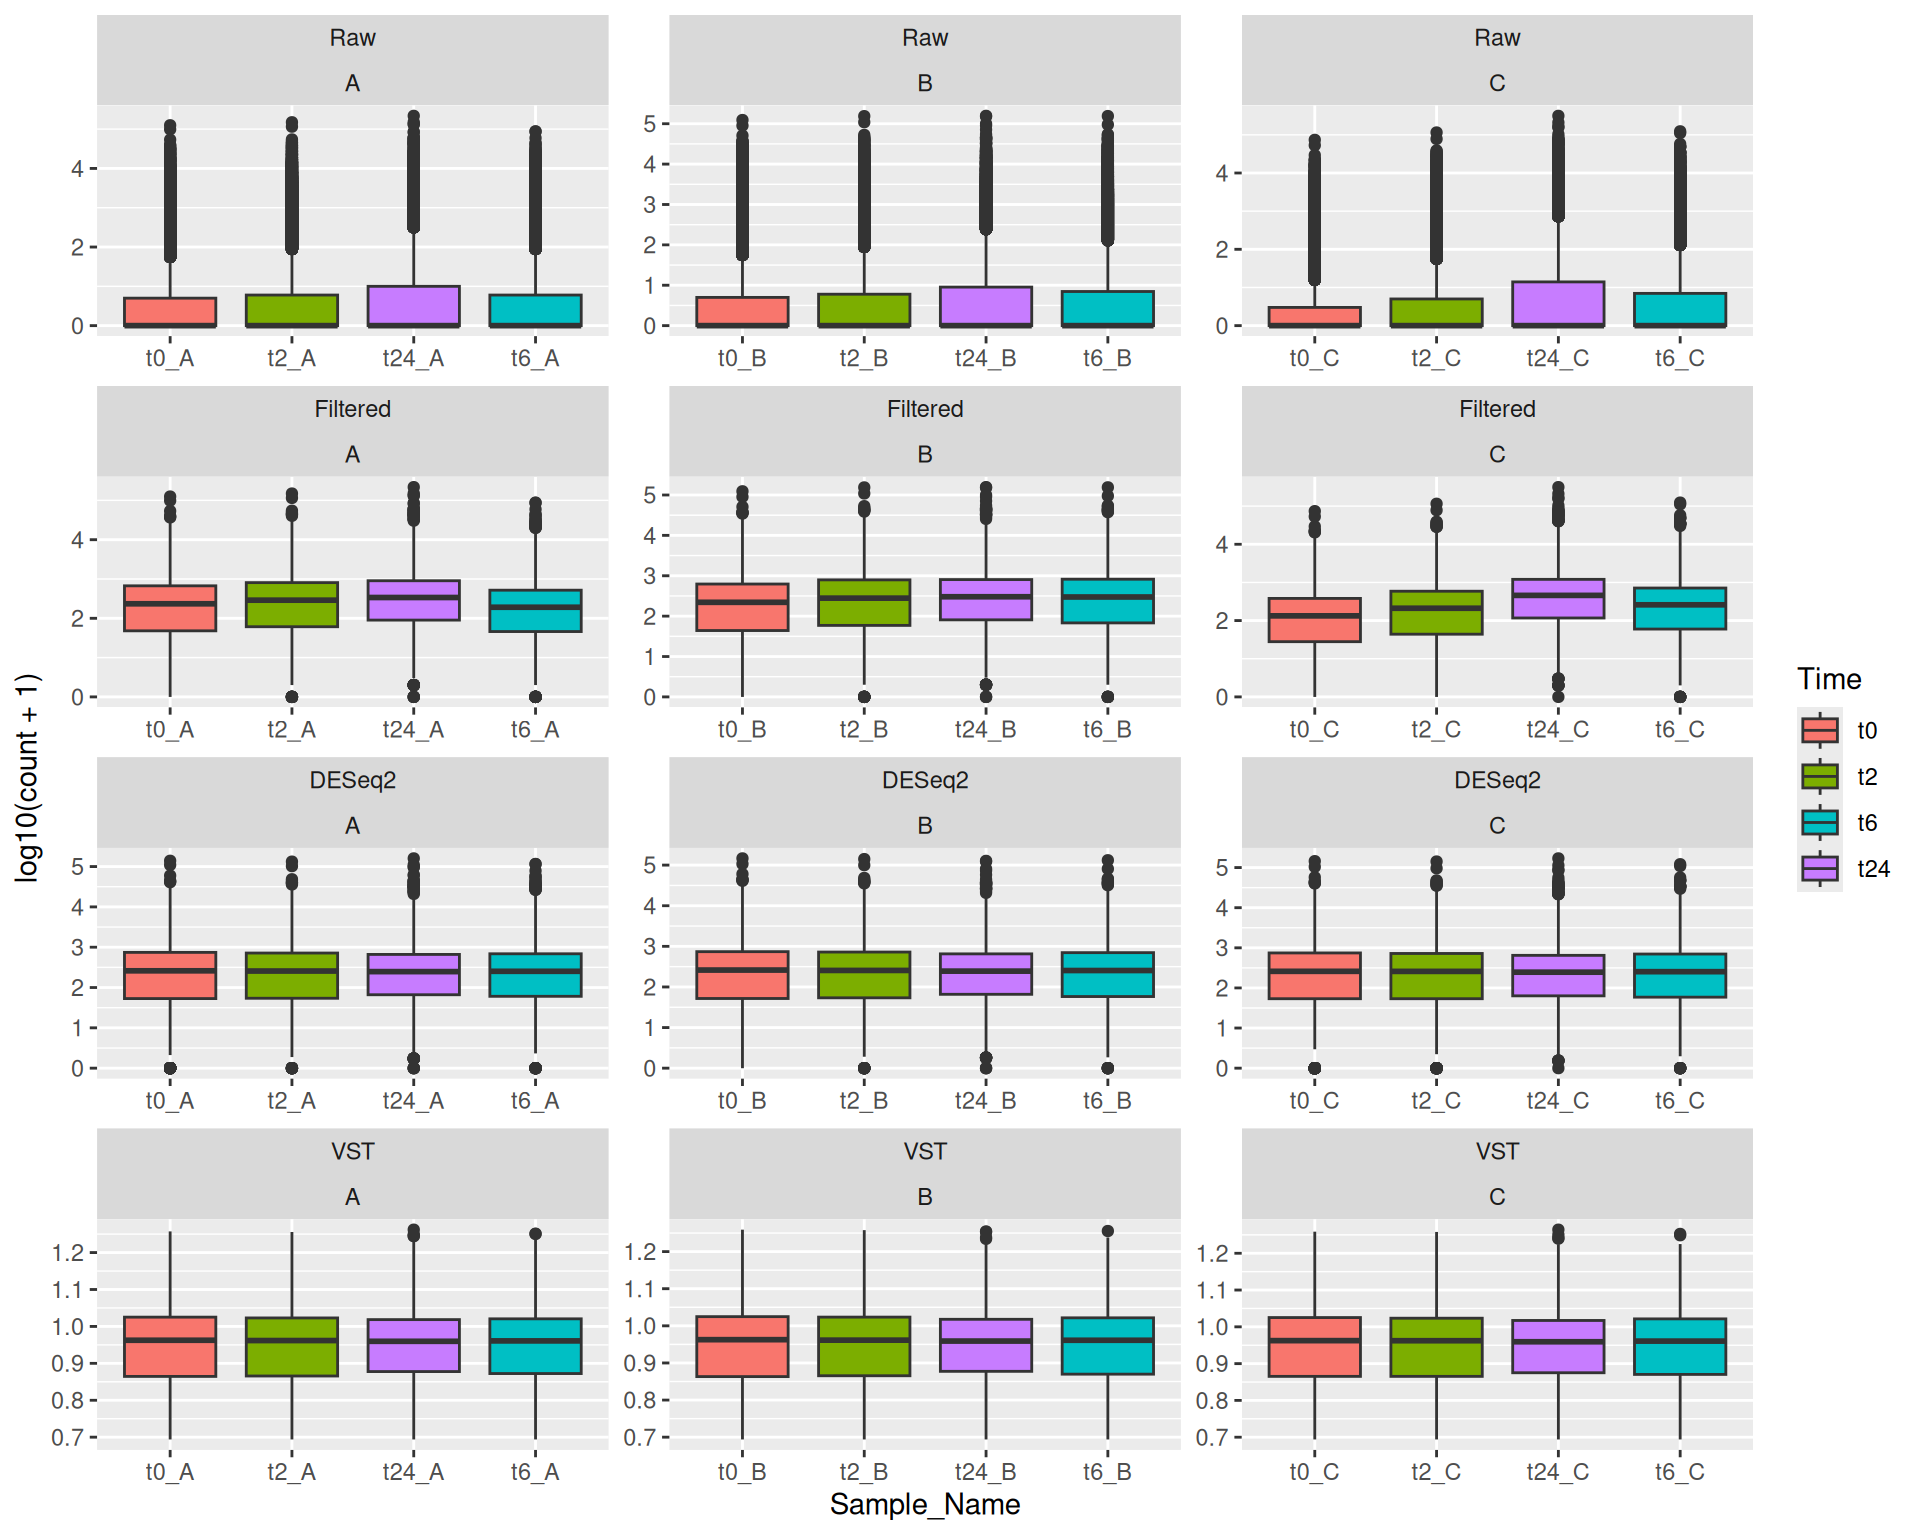 Raw
A
Raw
B
Raw
C
4
2
0
5
4
3
2
1
0
4
2
0
t0_A t2_A t24_A t6_A
t0_B t2_B t24_B t6_B
t0_C t2_C t24_C t6_C
Filtered
A
Filtered
B
Filtered
C
4
2
0
5
4
3
2
1
0
4
2
0
t0_A t2_A t24_A t6_A
t0_B t2_B t24_B t6_B
t0_C t2_C t24_C t6_C
DESeq2
A
DESeq2
B
DESeq2
C
5
4
3
2
1
0
5
4
3
2
1
0
5
4
3
2
1
0
t0_A t2_A t24_A t6_A
t0_B t2_B t24_B t6_B
t0_C t2_C t24_C t6_C
VST
A
VST
B
VST
C
1.2
1.1
1.0
0.9
0.8
0.7
1.2
1.1
1.0
0.9
0.8
0.7
1.2
1.1
1.0
0.9
0.8
0.7
t0_A t2_A t24_A t6_A
t0_B t2_B t24_B t6_B
t0_C t2_C t24_C t6_C
Sample_Name
log10(count + 1)
Time
t0
t2
t6
t24